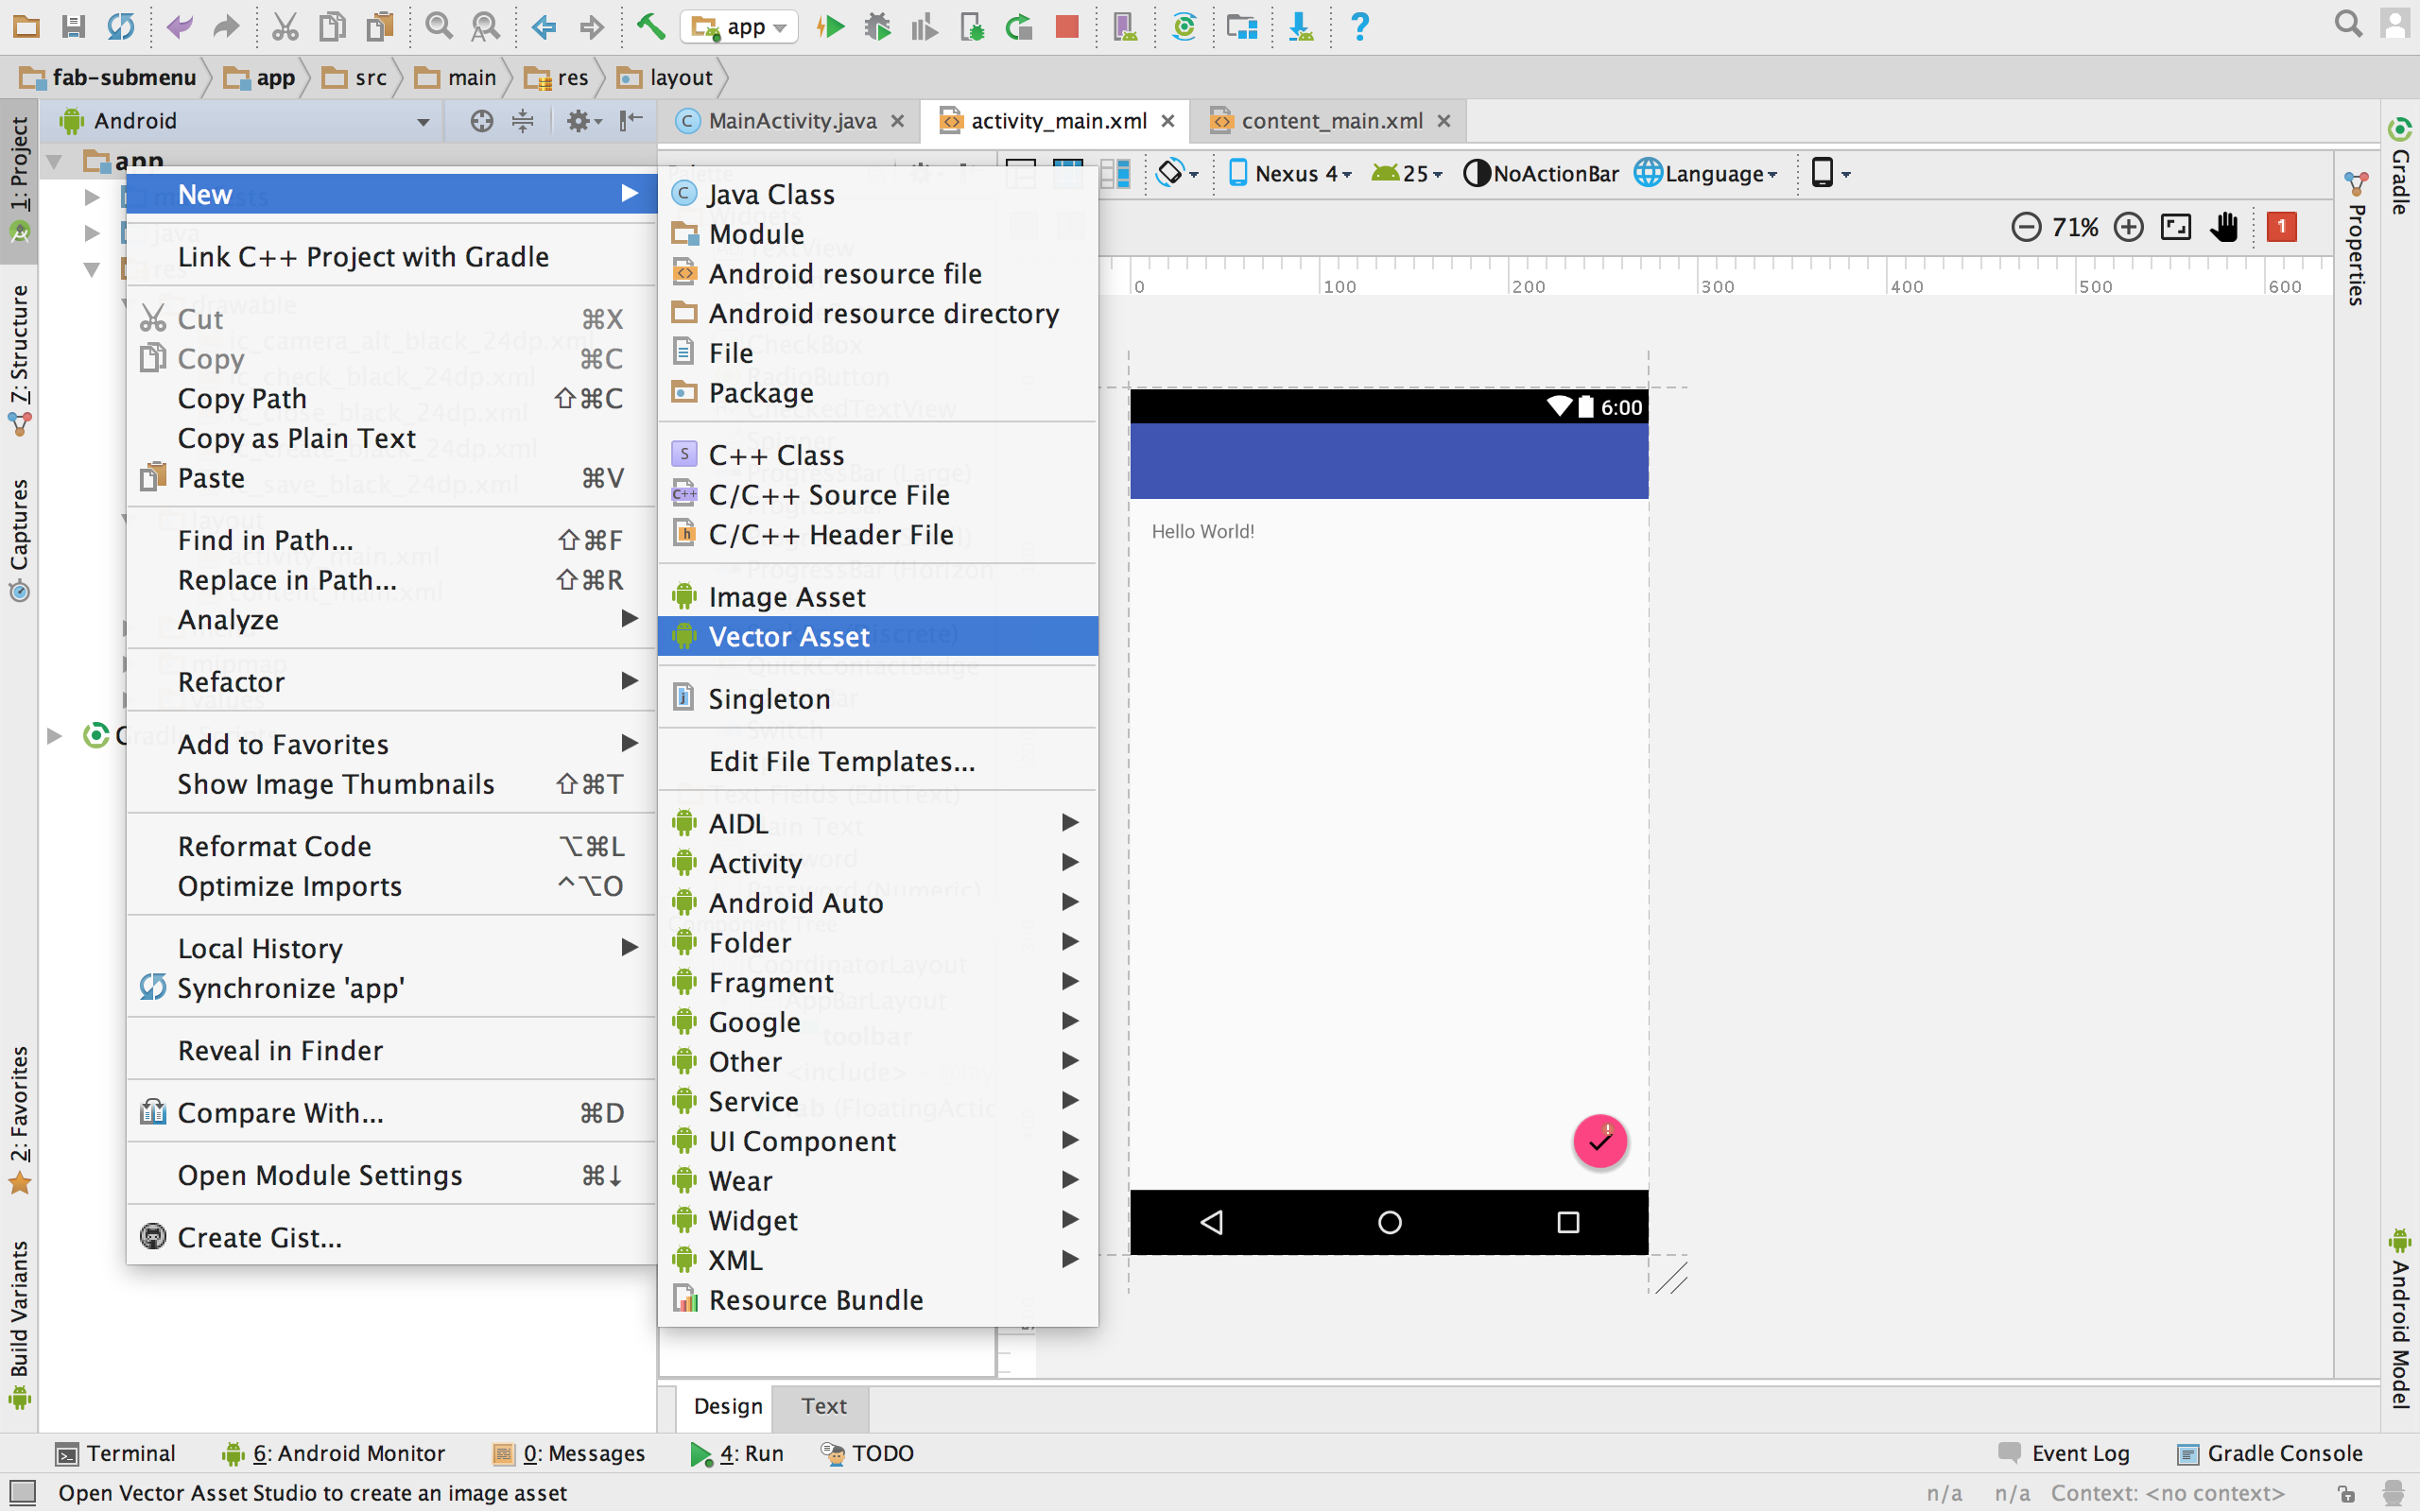 app
fab-submenu
app
src
main
res
layout
Android
MainActivity.java
activity_main.xml
content_main.xml
1: Project
7: Structure
Captures
2: Favorites
Build Variants
app
New
Link C++ Project with Gradle
Cut ⌘X
Copy ⌘C
Copy Path ⇧⌘C
Copy as Plain Text
Paste ⌘V
Find in Path... ⇧⌘F
Replace in Path... ⇧⌘R
Analyze
Refactor
Add to Favorites
Show Image Thumbnails ⇧⌘T
Reformat Code ⌥⌘L
Optimize Imports ^⌥O
Local History
Synchronize 'app'
Reveal in Finder
Compare With... ⌘D
Open Module Settings ⌘↓
Create Gist...
Java Class
Module
Android resource file
Android resource directory
File
Package
C++ Class
C/C++ Source File
C/C++ Header File
Image Asset
Vector Asset
Singleton
Edit File Templates...
AIDL
Activity
Android Auto
Folder
Fragment
Google
Other
Service
UI Component
Wear
Widget
XML
Resource Bundle
Nexus 4
25
NoActionBar
Language
71%
1
0 100 200 300 400 500 600
6:00
Hello World!
Gradle
Properties
Android Model
Design
Text
Terminal
6: Android Monitor
0: Messages
4: Run
TODO
Event Log
Gradle Console
Open Vector Asset Studio to create an image asset
n/a
n/a
Context: <no context>